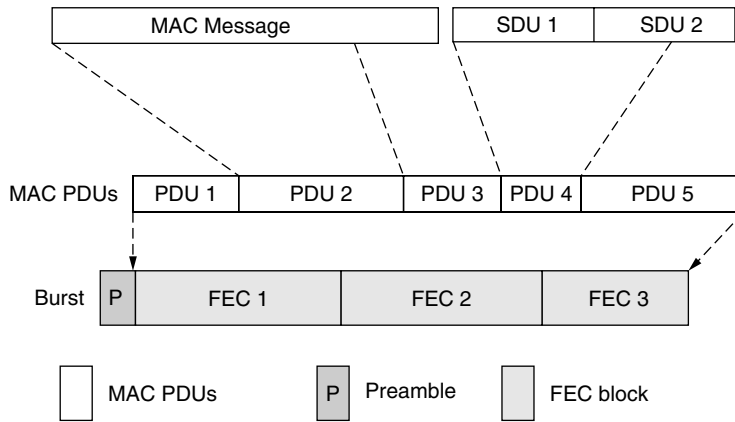 MAC Message SDU 1 SDU 2
MAC PDUs PDU 1 PDU 2 PDU 3 PDU 4 PDU 5
Burst P FEC 1 FEC 2 FEC 3
MAC PDUs P Preamble FEC block